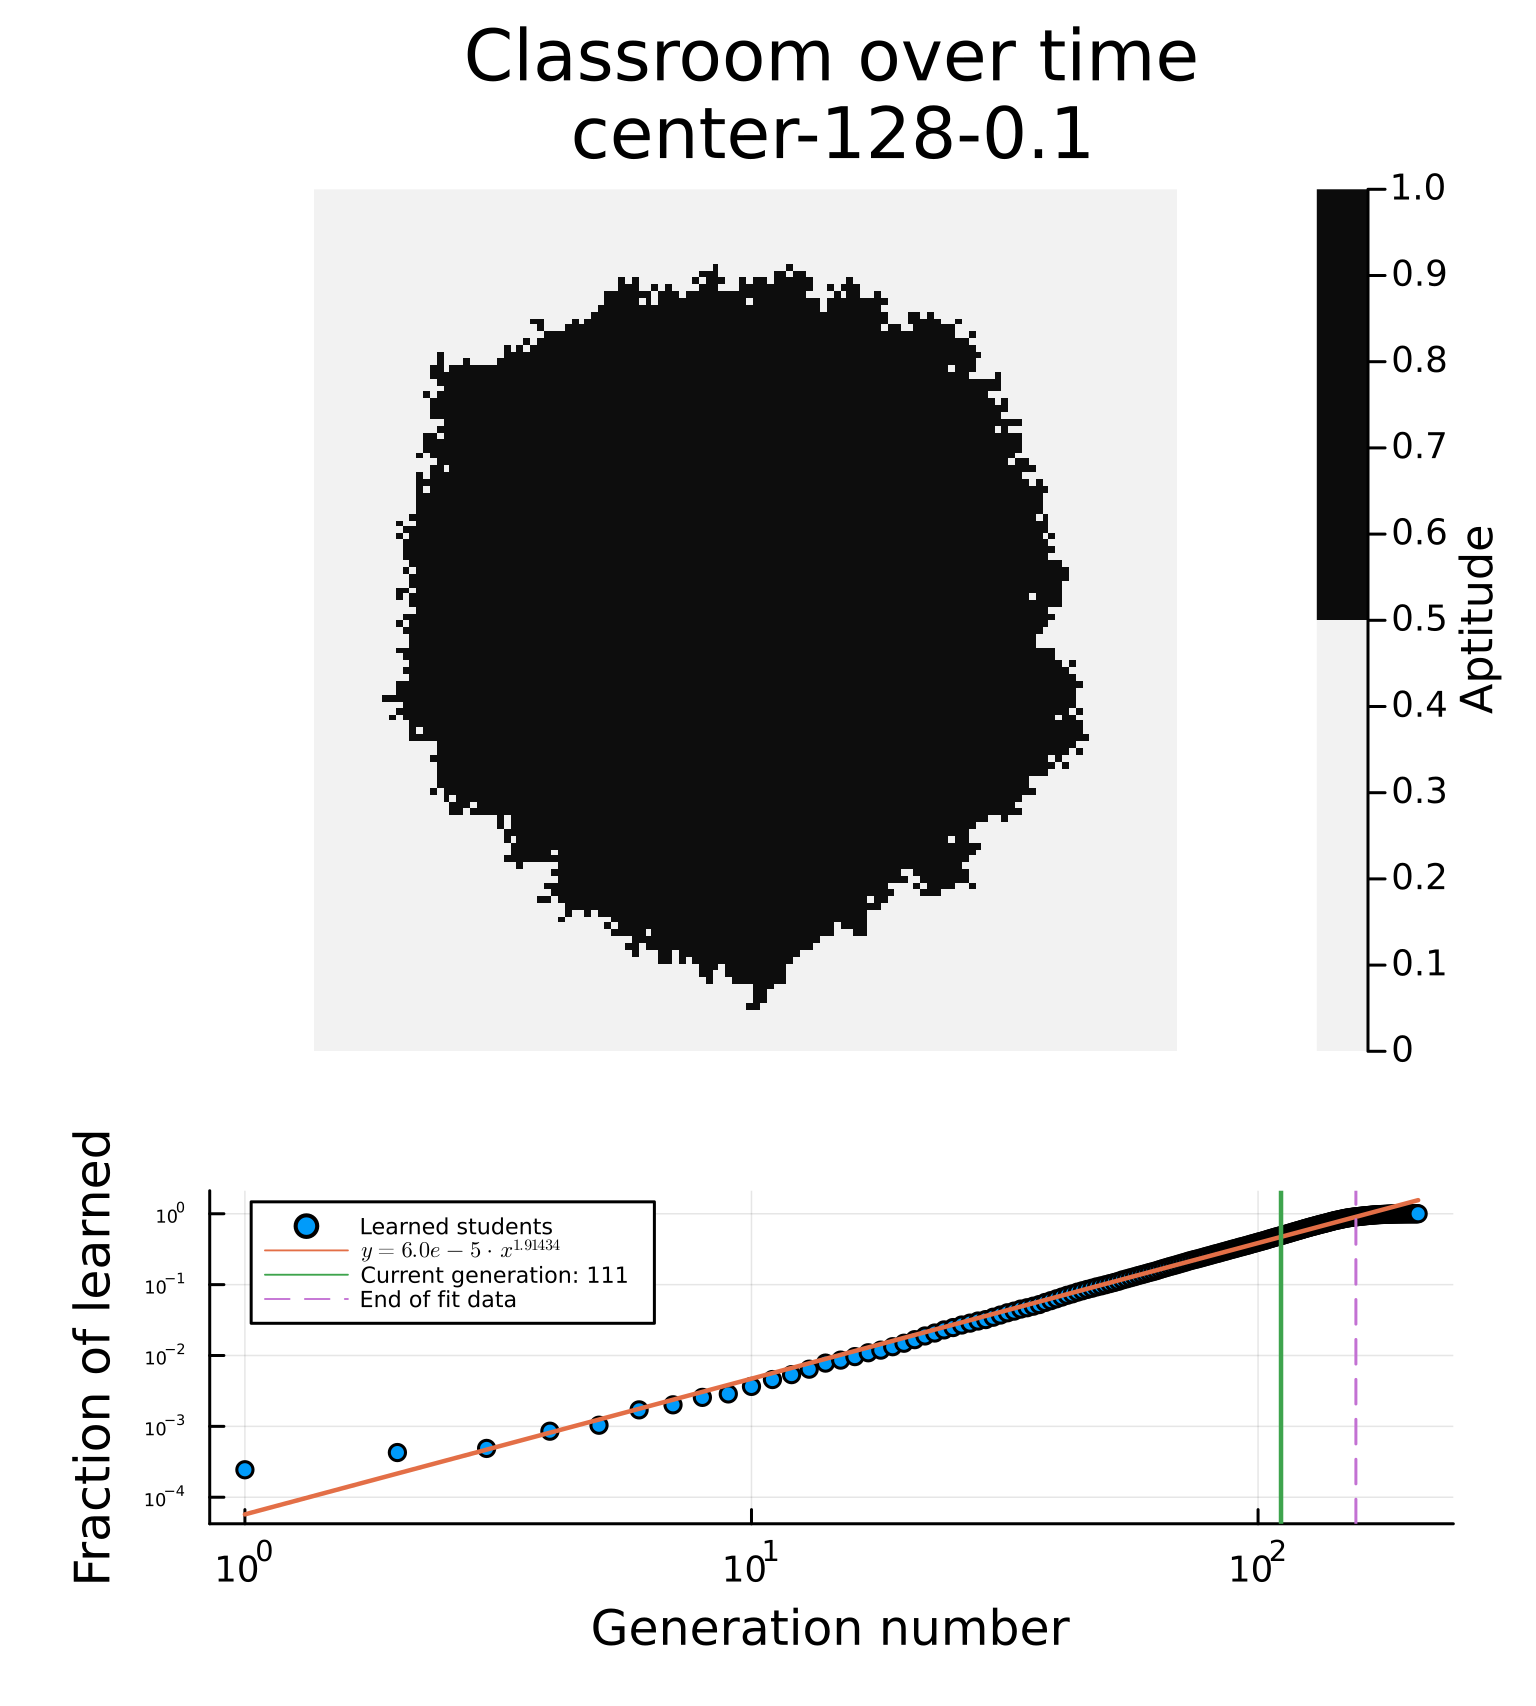 Classroom over time
center-128-0.1
1.0
0.9
0.8
0.7
0.6
0.5
0.4
0.3
0.2
0.1
0
Aptitude
Fraction of learned
10^0
10^-1
10^-2
10^-3
10^-4
Learned students
y = 6.0e − 5 · x^1.91434
Current generation: 111
End of fit data
10^0
10^1
10^2
Generation number